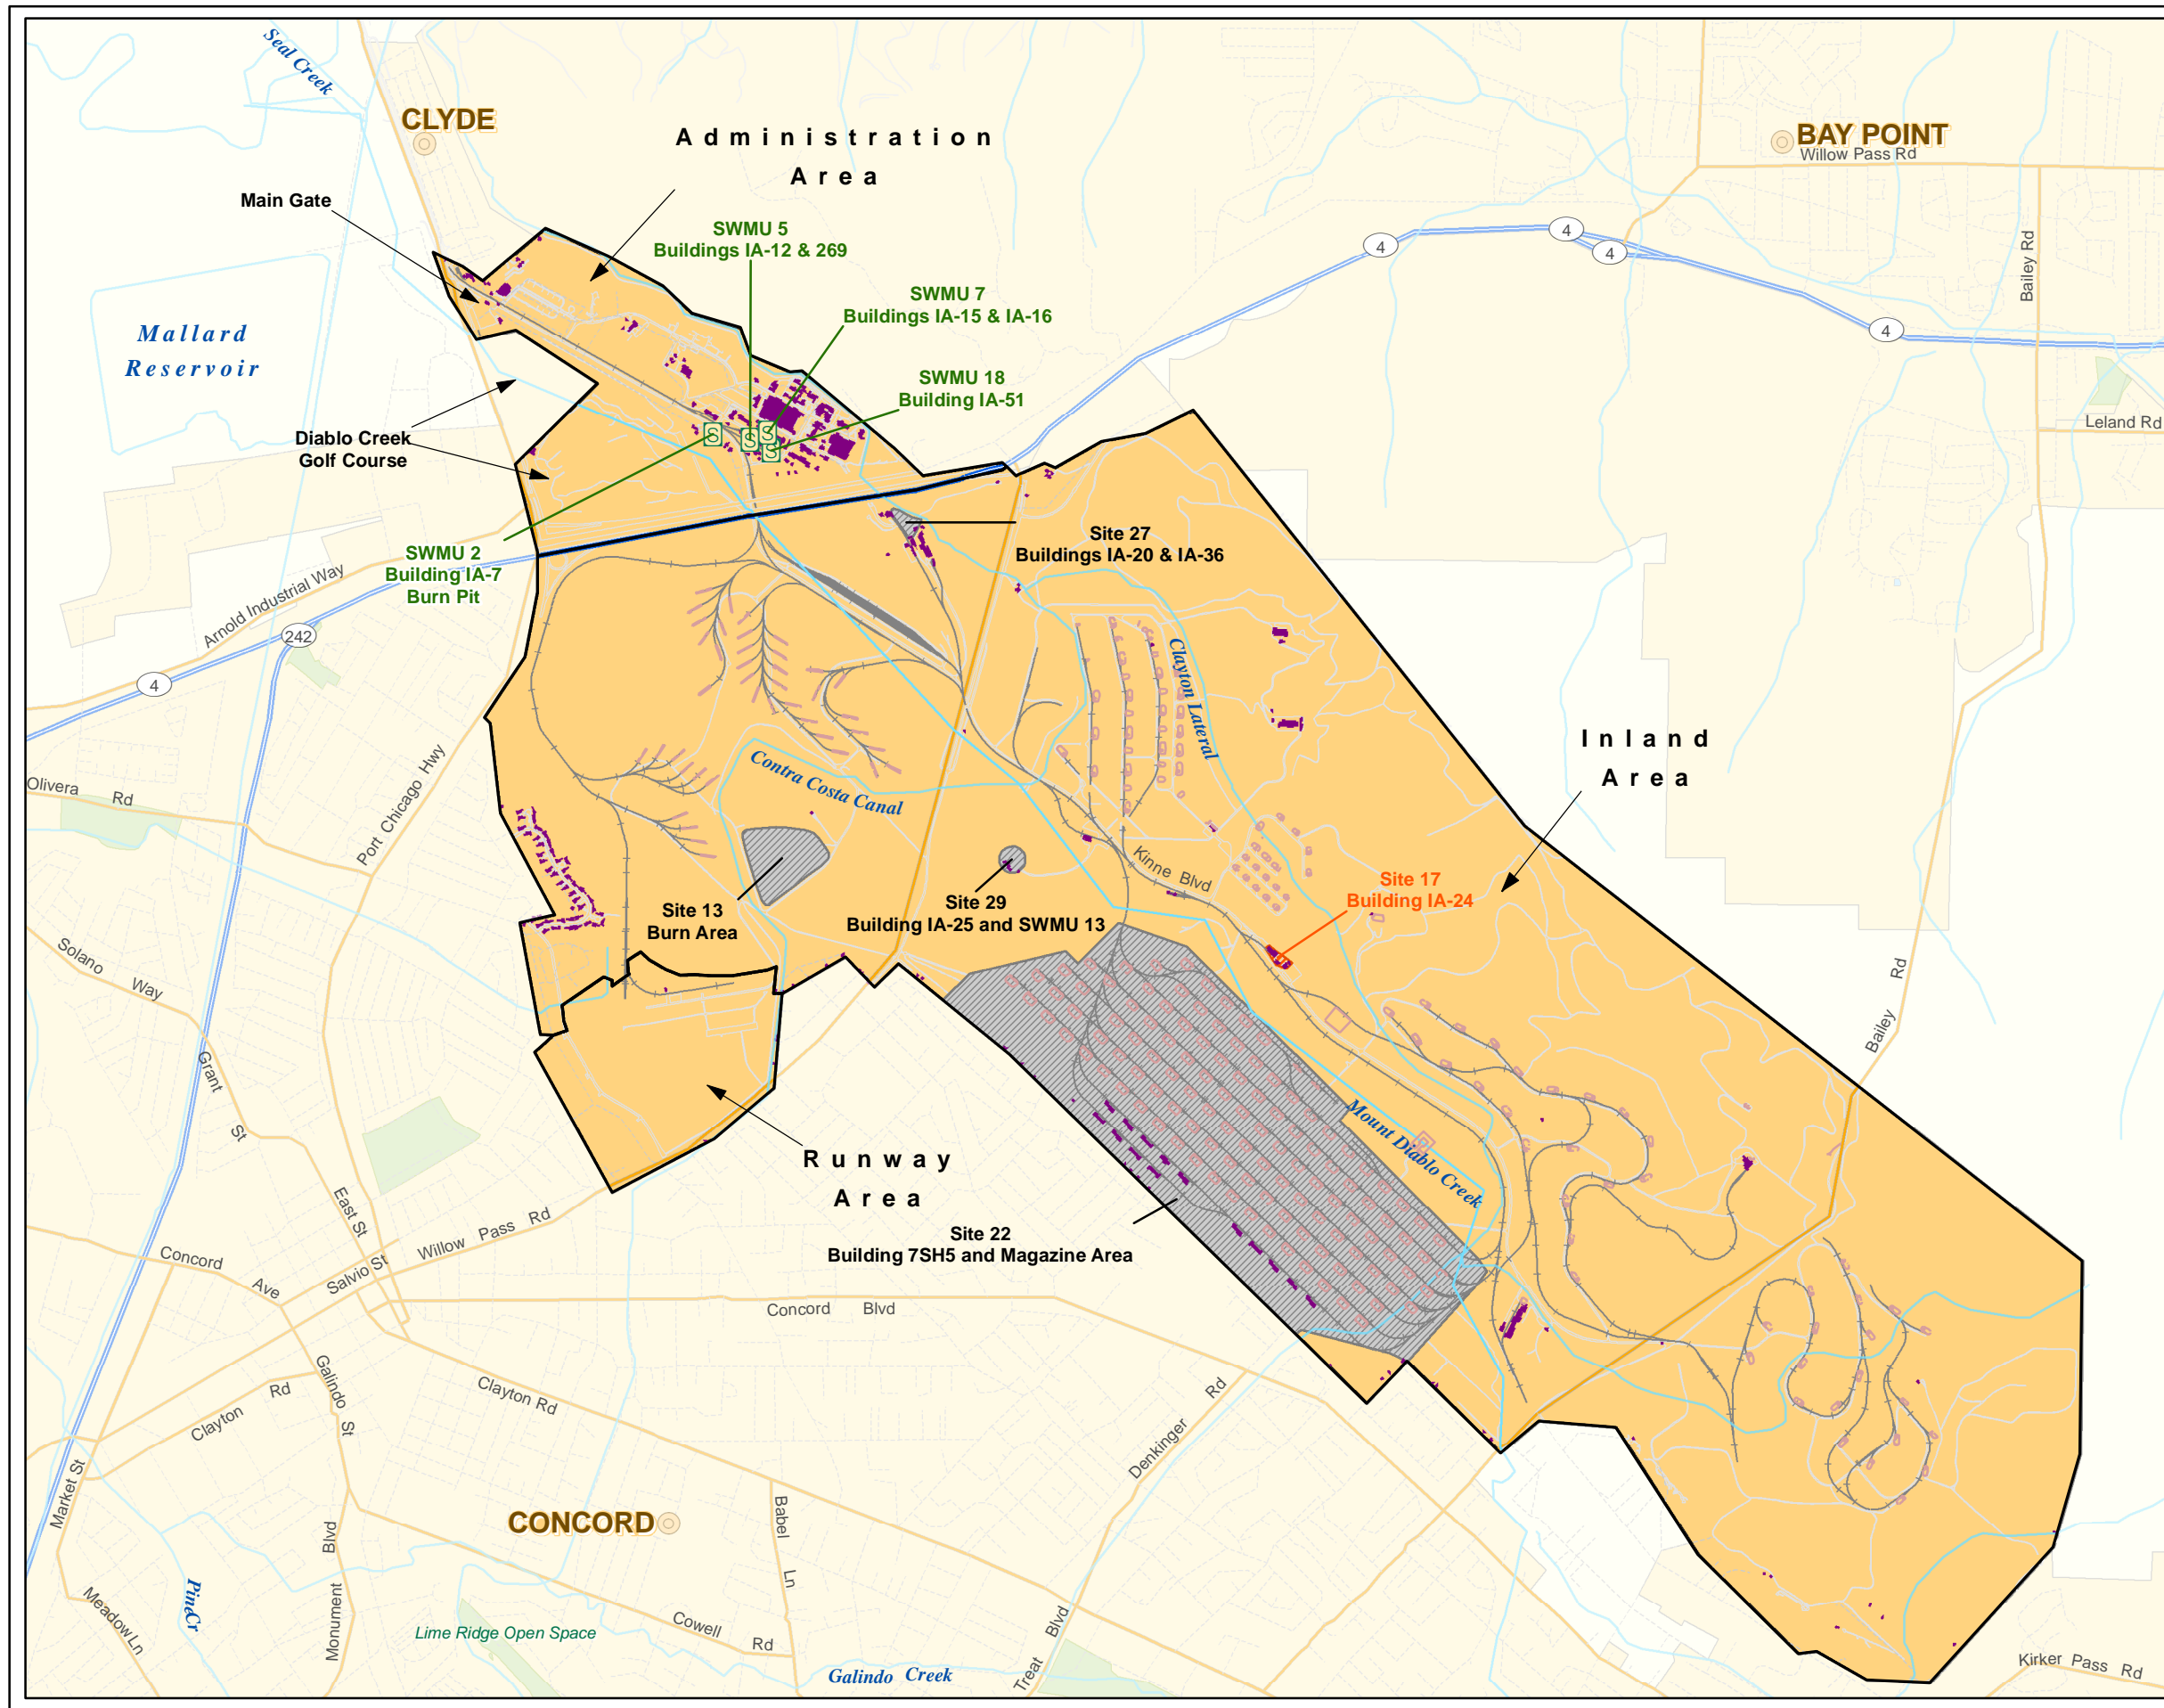 Seal Creek
CLYDE
Administration
Area
BAY POINT
Willow Pass Rd
Main Gate
SWMU 5
Buildings IA-12 & 269
4
4
4
4
Bailey Rd
SWMU 7
Buildings IA-15 & IA-16
Mallard
Reservoir
SWMU 18
Building IA-51
Leland Rd
Diablo Creek
Golf Course
S
S
S
S
Site 27
Buildings IA-20 & IA-36
SWMU 2
Building IA-7
Burn Pit
Arnold Industrial Way
242
4
Clayton Lateral
Inland
Area
Contra Costa Canal
Olivera Rd
Port Chicago Hwy
Kinne Blvd
Site 17
Building IA-24
Site 29
Building IA-25 and SWMU 13
Site 13
Burn Area
Solano Way
Bailey Rd
Grant St
Mount Diablo Creek
Runway
Area
East St
Willow Pass Rd
Site 22
Building 7SH5 and Magazine Area
Concord Ave
Salvio St
Concord Blvd
Galindo St
Clayton Rd
Clayton Rd
Denkinger Rd
Market St
CONCORD
Babel Ln
Monument Blvd
Pine Cr
Meadow Ln
Lime Ridge Open Space
Cowell Rd
Treat Blvd
Galindo Creek
Kirker Pass Rd